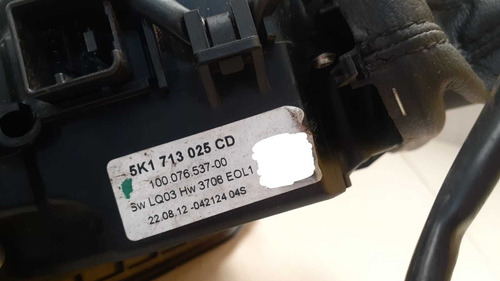 5K1 713 025 CD
100.076.537-00
Sw LQ03 Hw 3708 EOL1
22.08.12 -042124 04S